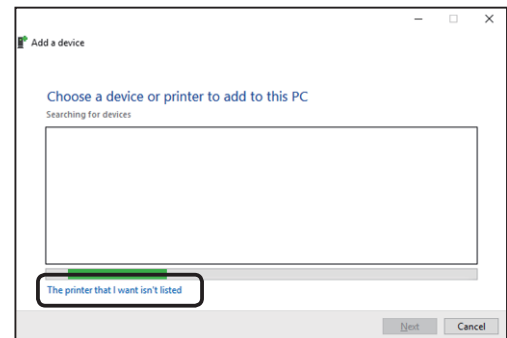 Add a device
Choose a device or printer to add to this PC
Searching for devices
The printer that I want isn't listed
Next Cancel